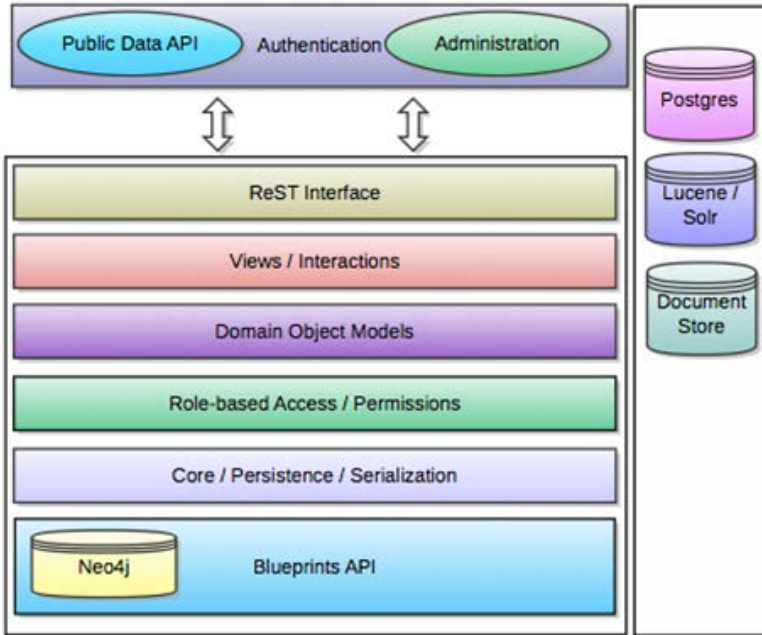 Public Data API
Authentication
Administration
ReST Interface
Views / Interactions
Domain Object Models
Role-based Access / Permissions
Core / Persistence / Serialization
Neo4j
Blueprints API
Postgres
Lucene /
Solr
Document
Store